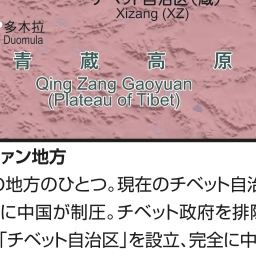 チベット自治区（蔵）
Xizang (XZ)
多木拉
Duomula
青蔵高原
Qing Zang Gaoyuan
(Plateau of Tibet)
ァン地方
の地方のひとつ。現在のチベット自治
に中国が制圧。チベット政府を排除
「チベット自治区」を設立、完全に中